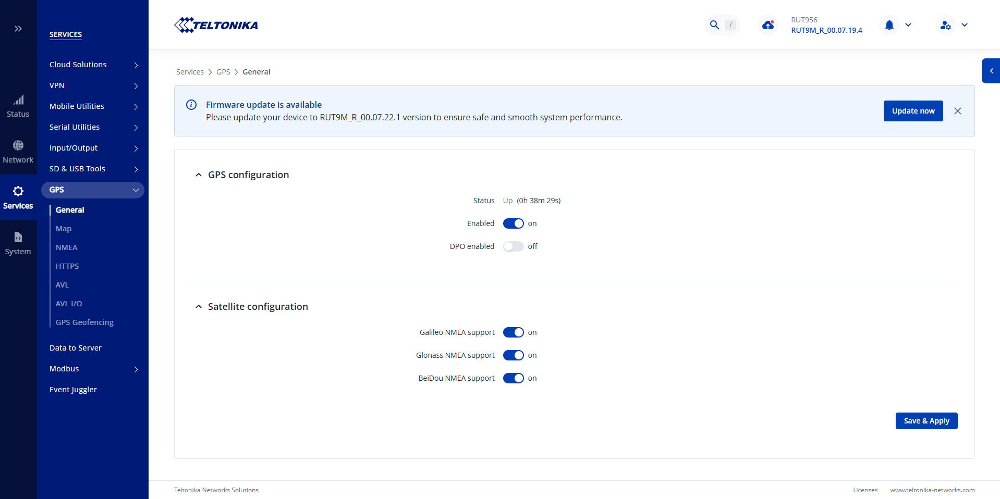 SERVICES
Cloud Solutions
VPN
Mobile Utilities
Serial Utilities
Input/Output
SD & USB Tools
GPS
General
Map
NMEA
HTTPS
AVL
AVL I/O
GPS Geofencing
Data to Server
Modbus
Event Juggler
Status
Network
Services
System
TELTONIKA
/
RUT956
RUT9M_R_00.07.19.4
Services > GPS > General
Firmware update is available
Please update your device to RUT9M_R_00.07.22.1 version to ensure safe and smooth system performance.
Update now
GPS configuration
Status Up (0h 38m 29s)
Enabled on
DPO enabled off
Satellite configuration
Galileo NMEA support on
Glonass NMEA support on
BeiDou NMEA support on
Save & Apply
Teltonika Networks Solutions
Licenses www.teltonika-networks.com